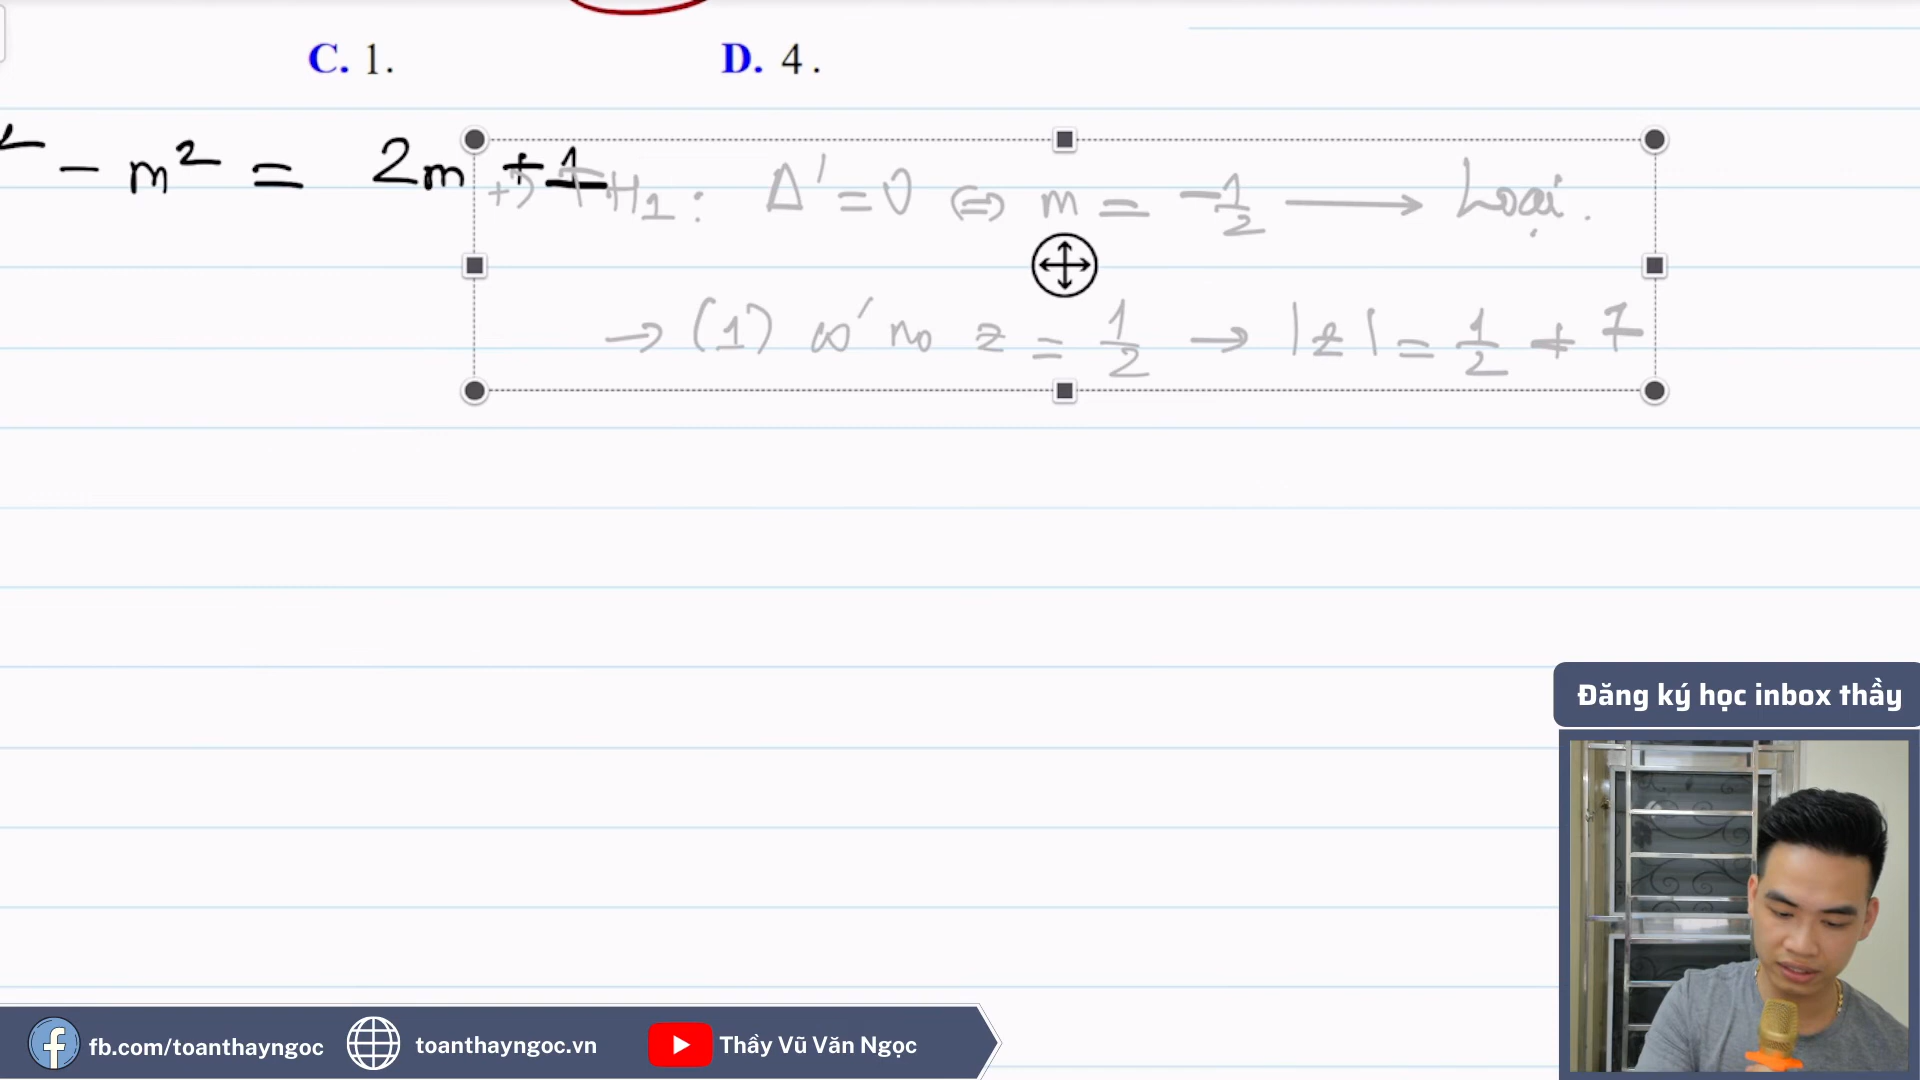 C. 1. D. 4.
- m² = 2m + 1
+) TH1: Δ' = 0 ⇔ m = -1/2 → Loại.
→ (1) có no z = 1/2 → |z| = 1/2 ≠ 7
Đăng ký học inbox thầy
fb.com/toanthayngoc toanthayngoc.vn Thầy Vũ Văn Ngọc